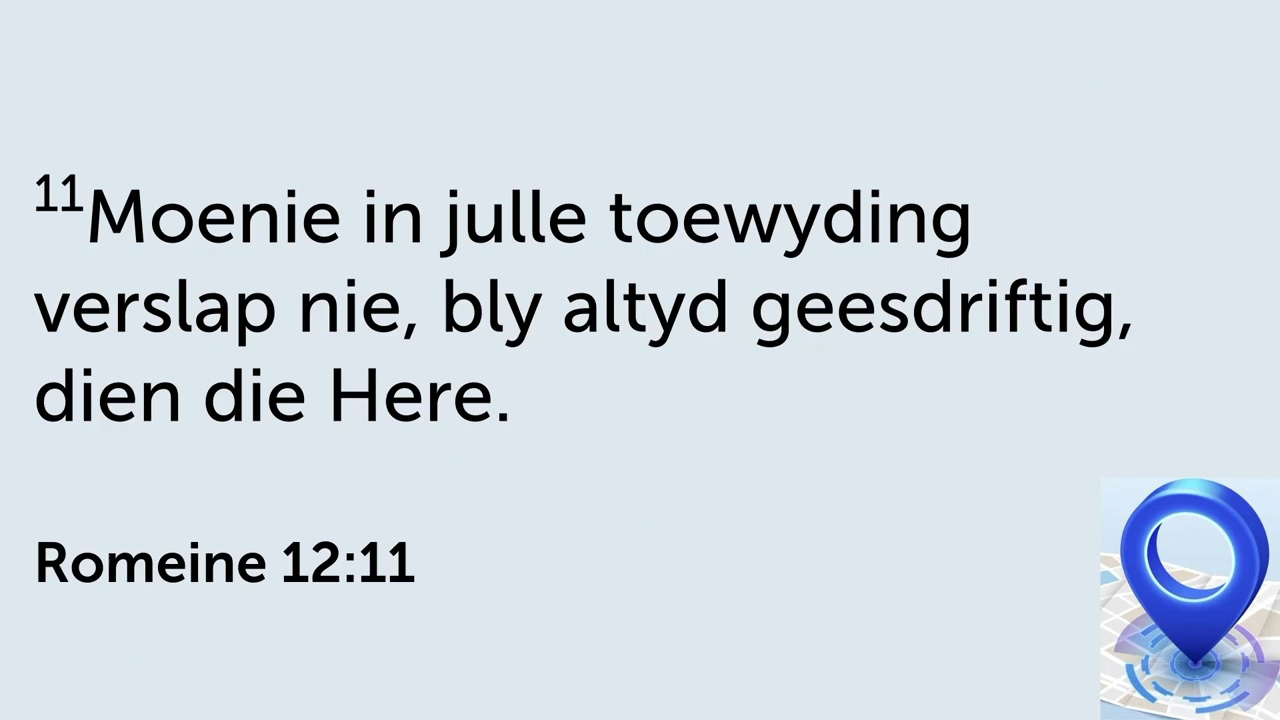 ¹¹Moenie in julle toewyding
verslap nie, bly altyd geesdriftig,
dien die Here.
Romeine 12:11